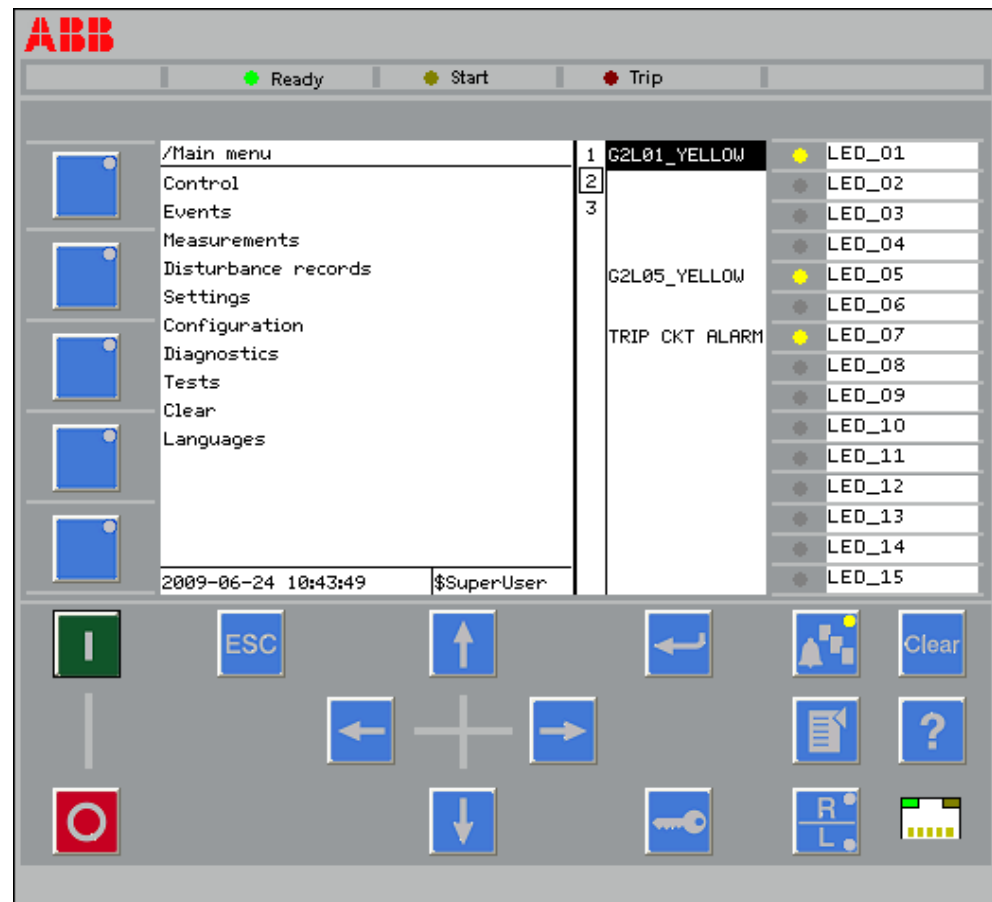 ABB
Ready Start Trip
/Main menu
Control
Events
Measurements
Disturbance records
Settings
Configuration
Diagnostics
Tests
Clear
Languages
2009-06-24 10:43:49 $SuperUser
1 G2L01_YELLOW
2
3
G2L05_YELLOW
TRIP CKT ALARM
LED_01
LED_02
LED_03
LED_04
LED_05
LED_06
LED_07
LED_08
LED_09
LED_10
LED_11
LED_12
LED_13
LED_14
LED_15
I ESC Clear
?
O R
L